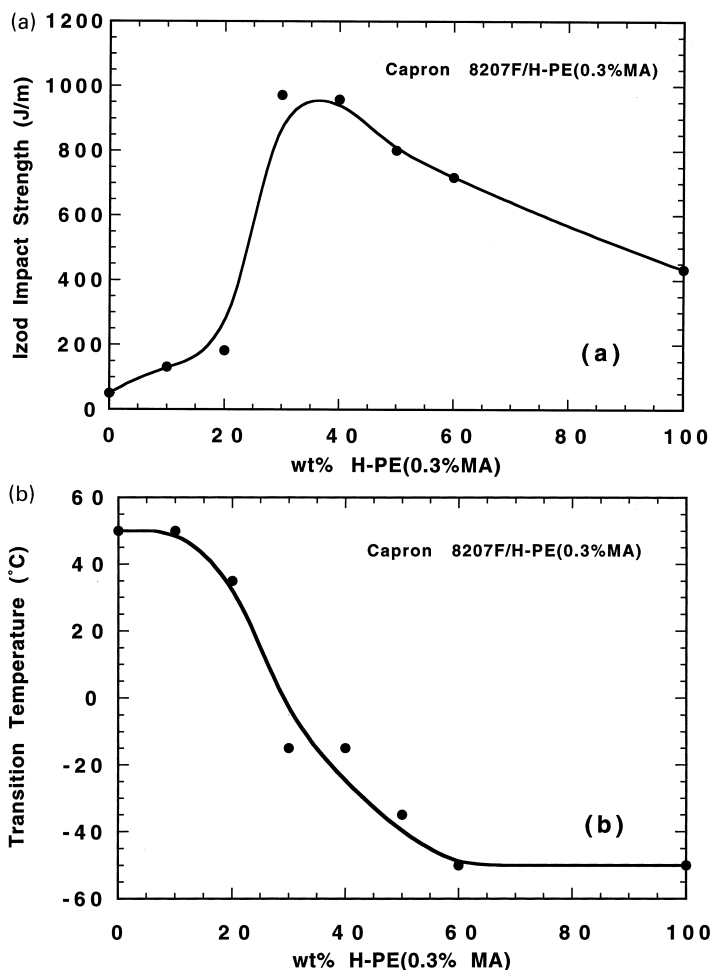 (a)
1200
1000
800
600
400
200
0
Izod Impact Strength (J/m)
Capron 8207F/H-PE(0.3%MA)
(a)
0 20 40 60 80 100
wt% H-PE(0.3%MA)
(b)
60
40
20
0
-20
-40
-60
Transition Temperature (˚C)
Capron 8207F/H-PE(0.3%MA)
(b)
0 20 40 60 80 100
wt% H-PE(0.3% MA)